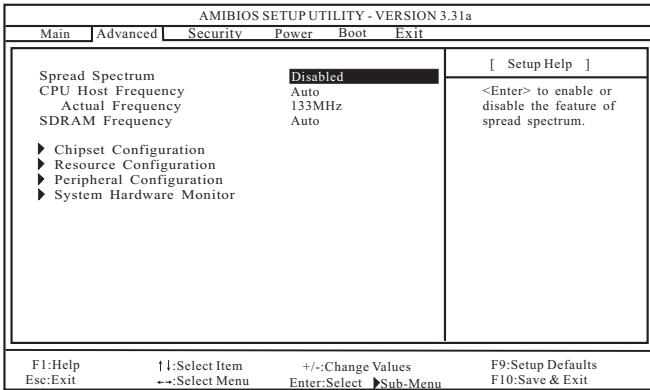 AMIBIOS SETUP UTILITY - VERSION 3.31a
Main Advanced Security Power Boot Exit
[ Setup Help ]
Spread Spectrum Disabled
CPU Host Frequency Auto
Actual Frequency 133MHz
SDRAM Frequency Auto
<Enter> to enable or
disable the feature of
spread spectrum.
Chipset Configuration
Resource Configuration
Peripheral Configuration
System Hardware Monitor
F1:Help ↑↓:Select Item +/-:Change Values F9:Setup Defaults
Esc:Exit ←→:Select Menu Enter:Select ▶Sub-Menu F10:Save & Exit